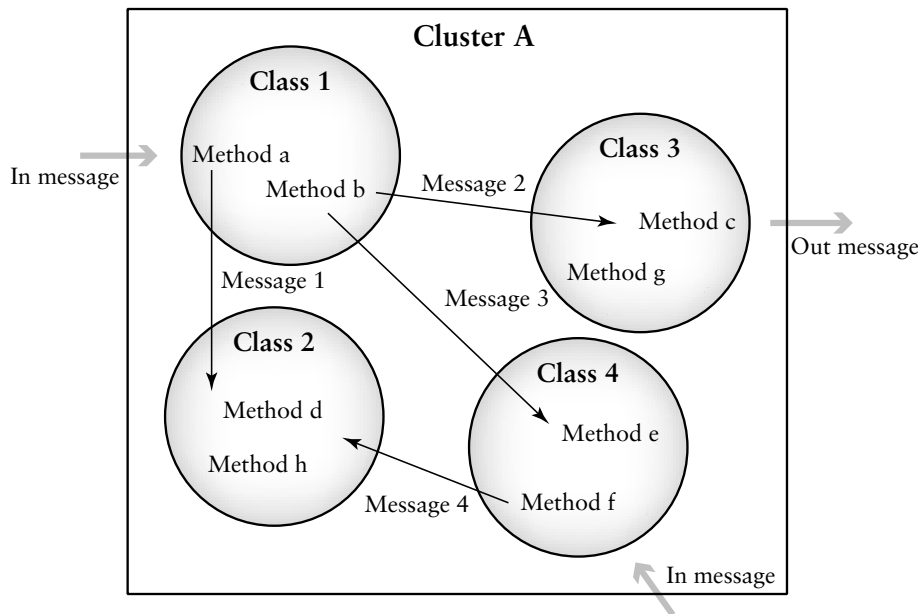 Cluster A
Class 1
Method a
Method b
In message
Message 2
Class 3
Method c
Method g
Out message
Message 1
Message 3
Class 2
Method d
Method h
Class 4
Method e
Method f
Message 4
In message